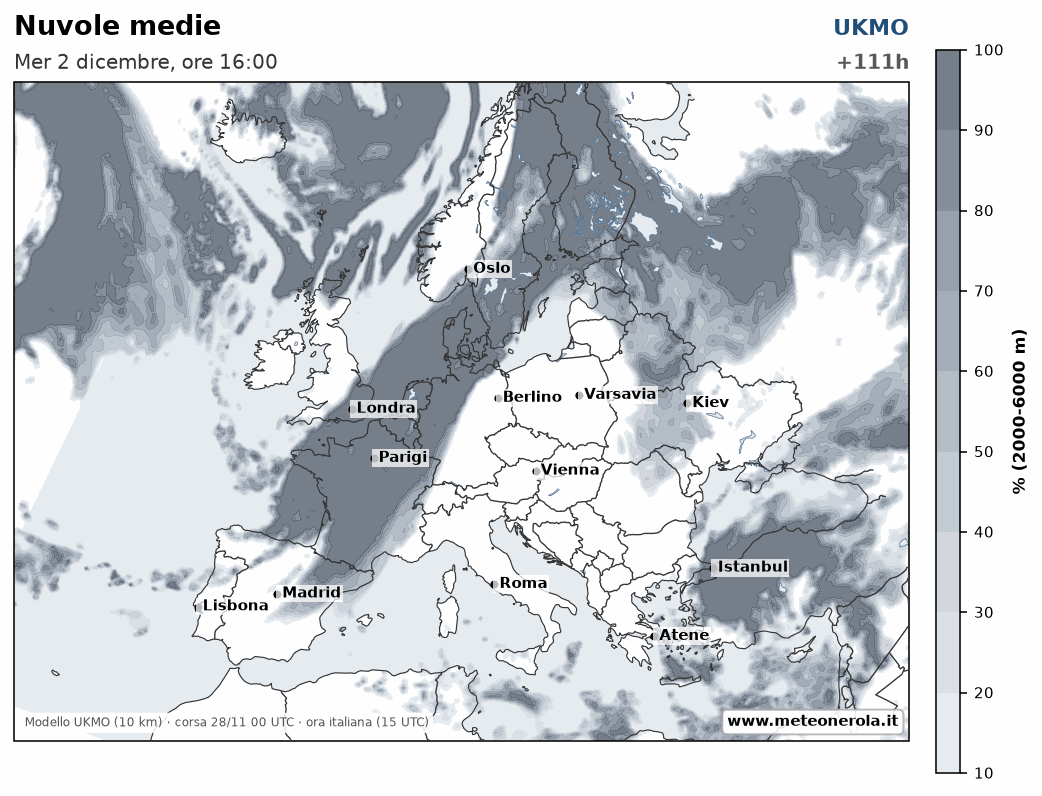 Nuvole medie
UKMO
Mer 2 dicembre, ore 16:00
+111h
100
90
80
70
60
50
40
30
20
10
% (2000-6000 m)
Oslo
Londra
Berlino
Varsavia
Kiev
Parigi
Vienna
Istanbul
Roma
Madrid
Lisbona
Atene
Modello UKMO (10 km) · corsa 28/11 00 UTC · ora italiana (15 UTC)
www.meteonerola.it